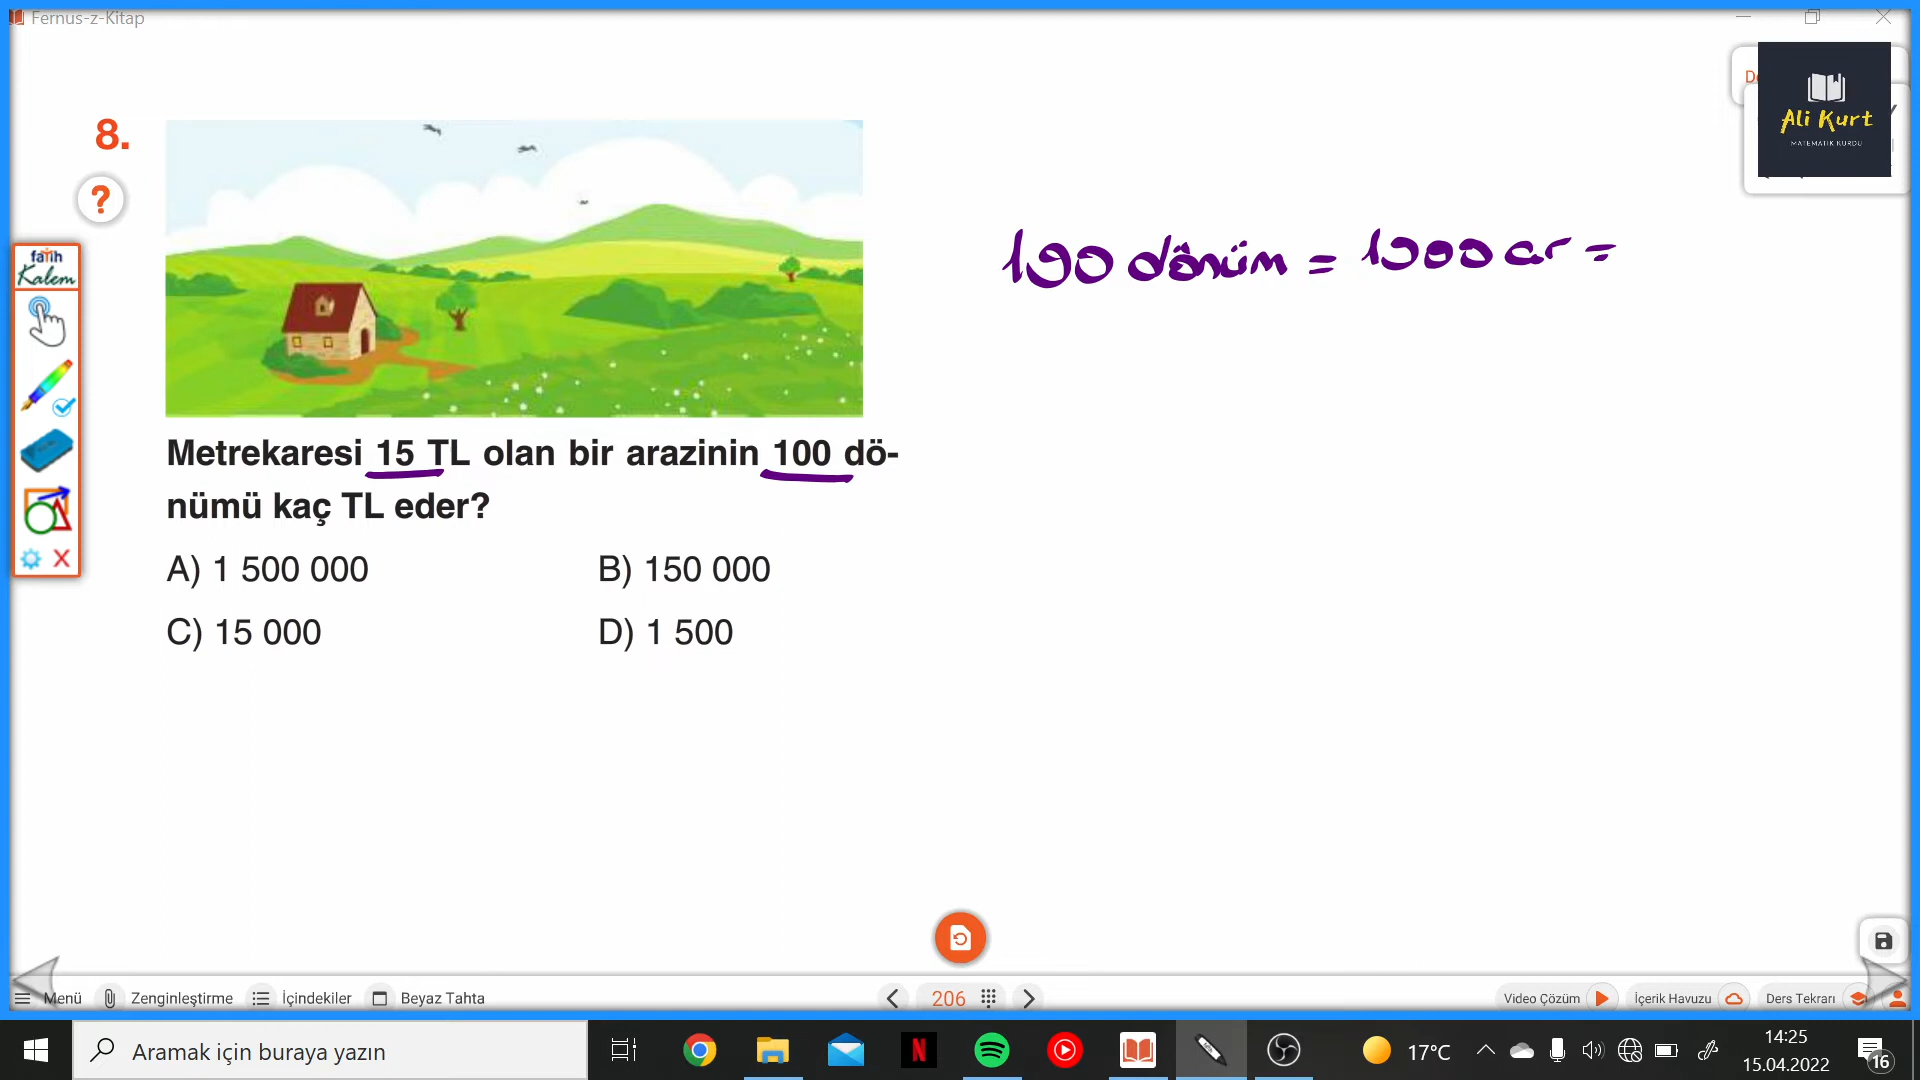 Fernus-z-Kitap
Ali Kurt
MATEMATİK KURDU
8.
?
fatih
Kalem
100 dönüm = 1000 ar =
Metrekaresi 15 TL olan bir arazinin 100 dö-
nümü kaç TL eder?
A) 1 500 000
B) 150 000
C) 15 000
D) 1 500
Menü
Zenginleştirme
İçindekiler
Beyaz Tahta
206
Video Çözüm
İçerik Havuzu
Ders Tekrarı
Aramak için buraya yazın
17°C
14:25
15.04.2022
16